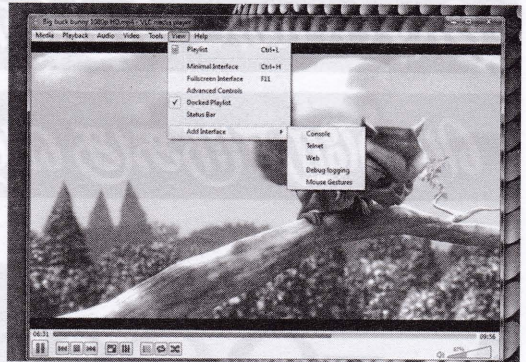 Big buck bunny 1080p HD.mp4 - VLC media player
Media Playback Audio Video Tools View Help
Playlist Ctrl+L
Minimal Interface Ctrl+H
Fullscreen Interface F11
Advanced Controls
Docked Playlist
Status Bar
Add Interface
Console
Telnet
Web
Debug logging
Mouse Gestures
06:31 09:56